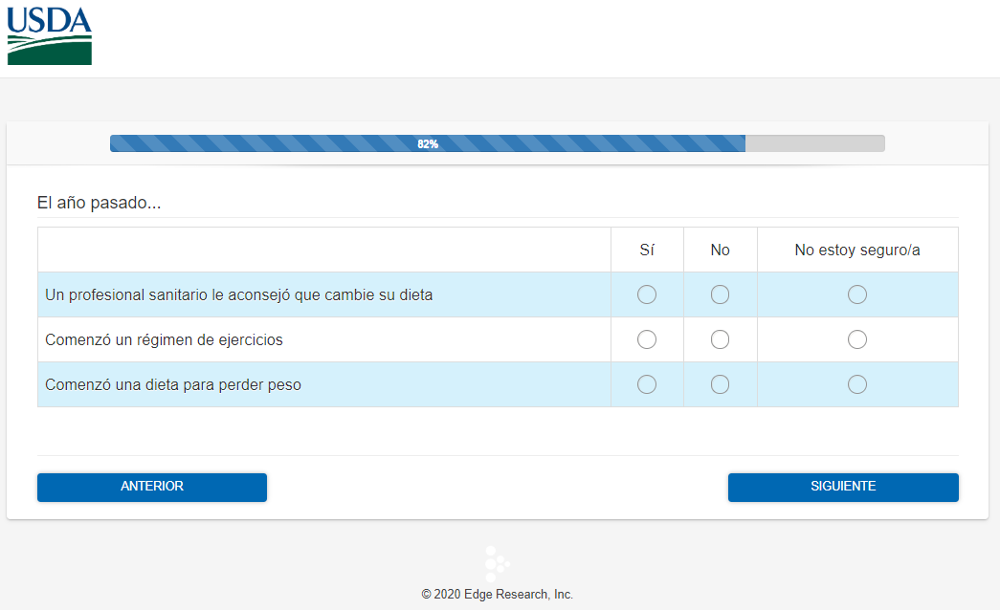 USDA
82%
El año pasado...
Sí No No estoy seguro/a
Un profesional sanitario le aconsejó que cambie su dieta
Comenzó un régimen de ejercicios
Comenzó una dieta para perder peso
ANTERIOR SIGUIENTE
© 2020 Edge Research, Inc.